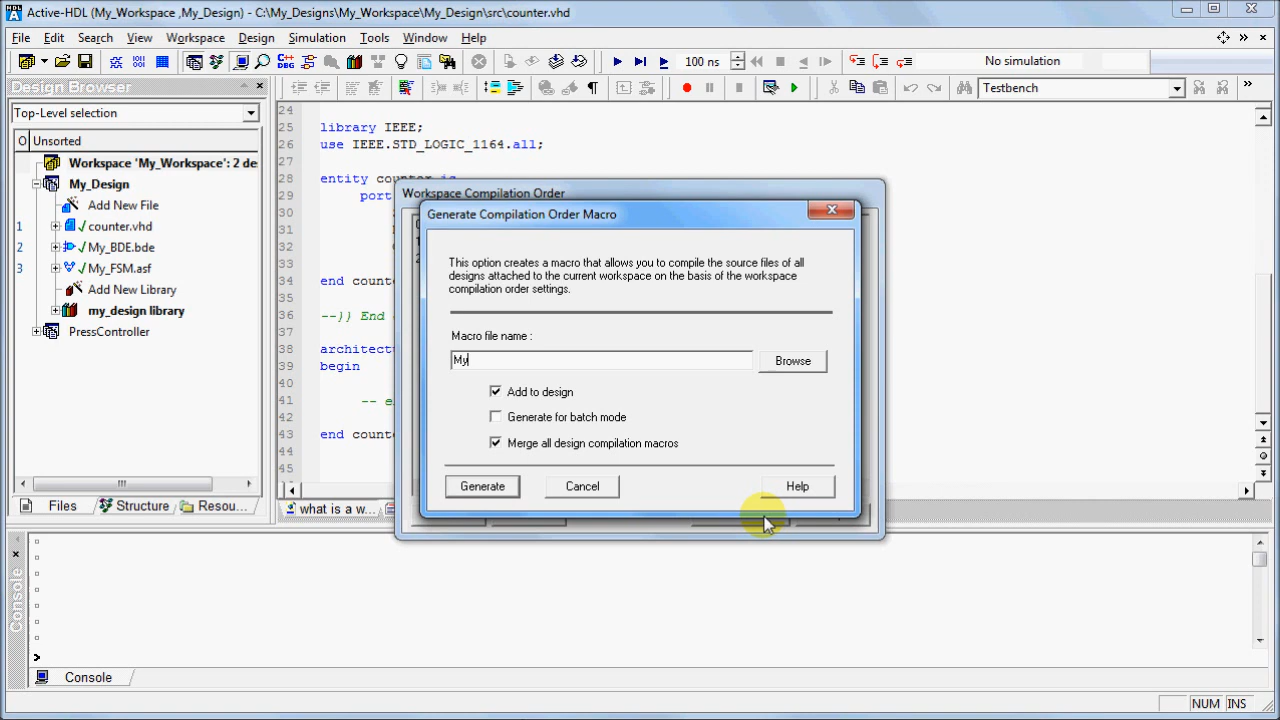 Active-HDL (My_Workspace ,My_Design) - C:\My_Designs\My_Workspace\My_Design\src\counter.vhd
File Edit Search View Workspace Design Simulation Tools Window Help
100 ns
No simulation
Design Browser
Testbench
Top-Level selection
O Unsorted
Workspace 'My_Workspace': 2 de
My_Design
Add New File
1 counter.vhd
2 My_BDE.bde
3 My_FSM.asf
Add New Library
my_design library
PressController
Files Structure Resou...
24
25 library IEEE;
26 use IEEE.STD_LOGIC_1164.all;
27
28 entity counter is
29 port
30
31
32
33
34 end counte
35
36 --}} End
37
38 architectu
39 begin
40
41 -- e
42
43 end counte
44
45
what is a w...
Workspace Compilation Order
Generate Compilation Order Macro
This option creates a macro that allows you to compile the source files of all
designs attached to the current workspace on the basis of the workspace
compilation order settings.
Macro file name :
My
Browse
Add to design
Generate for batch mode
Merge all design compilation macros
Generate Cancel Help
Console
>
Console
NUM INS